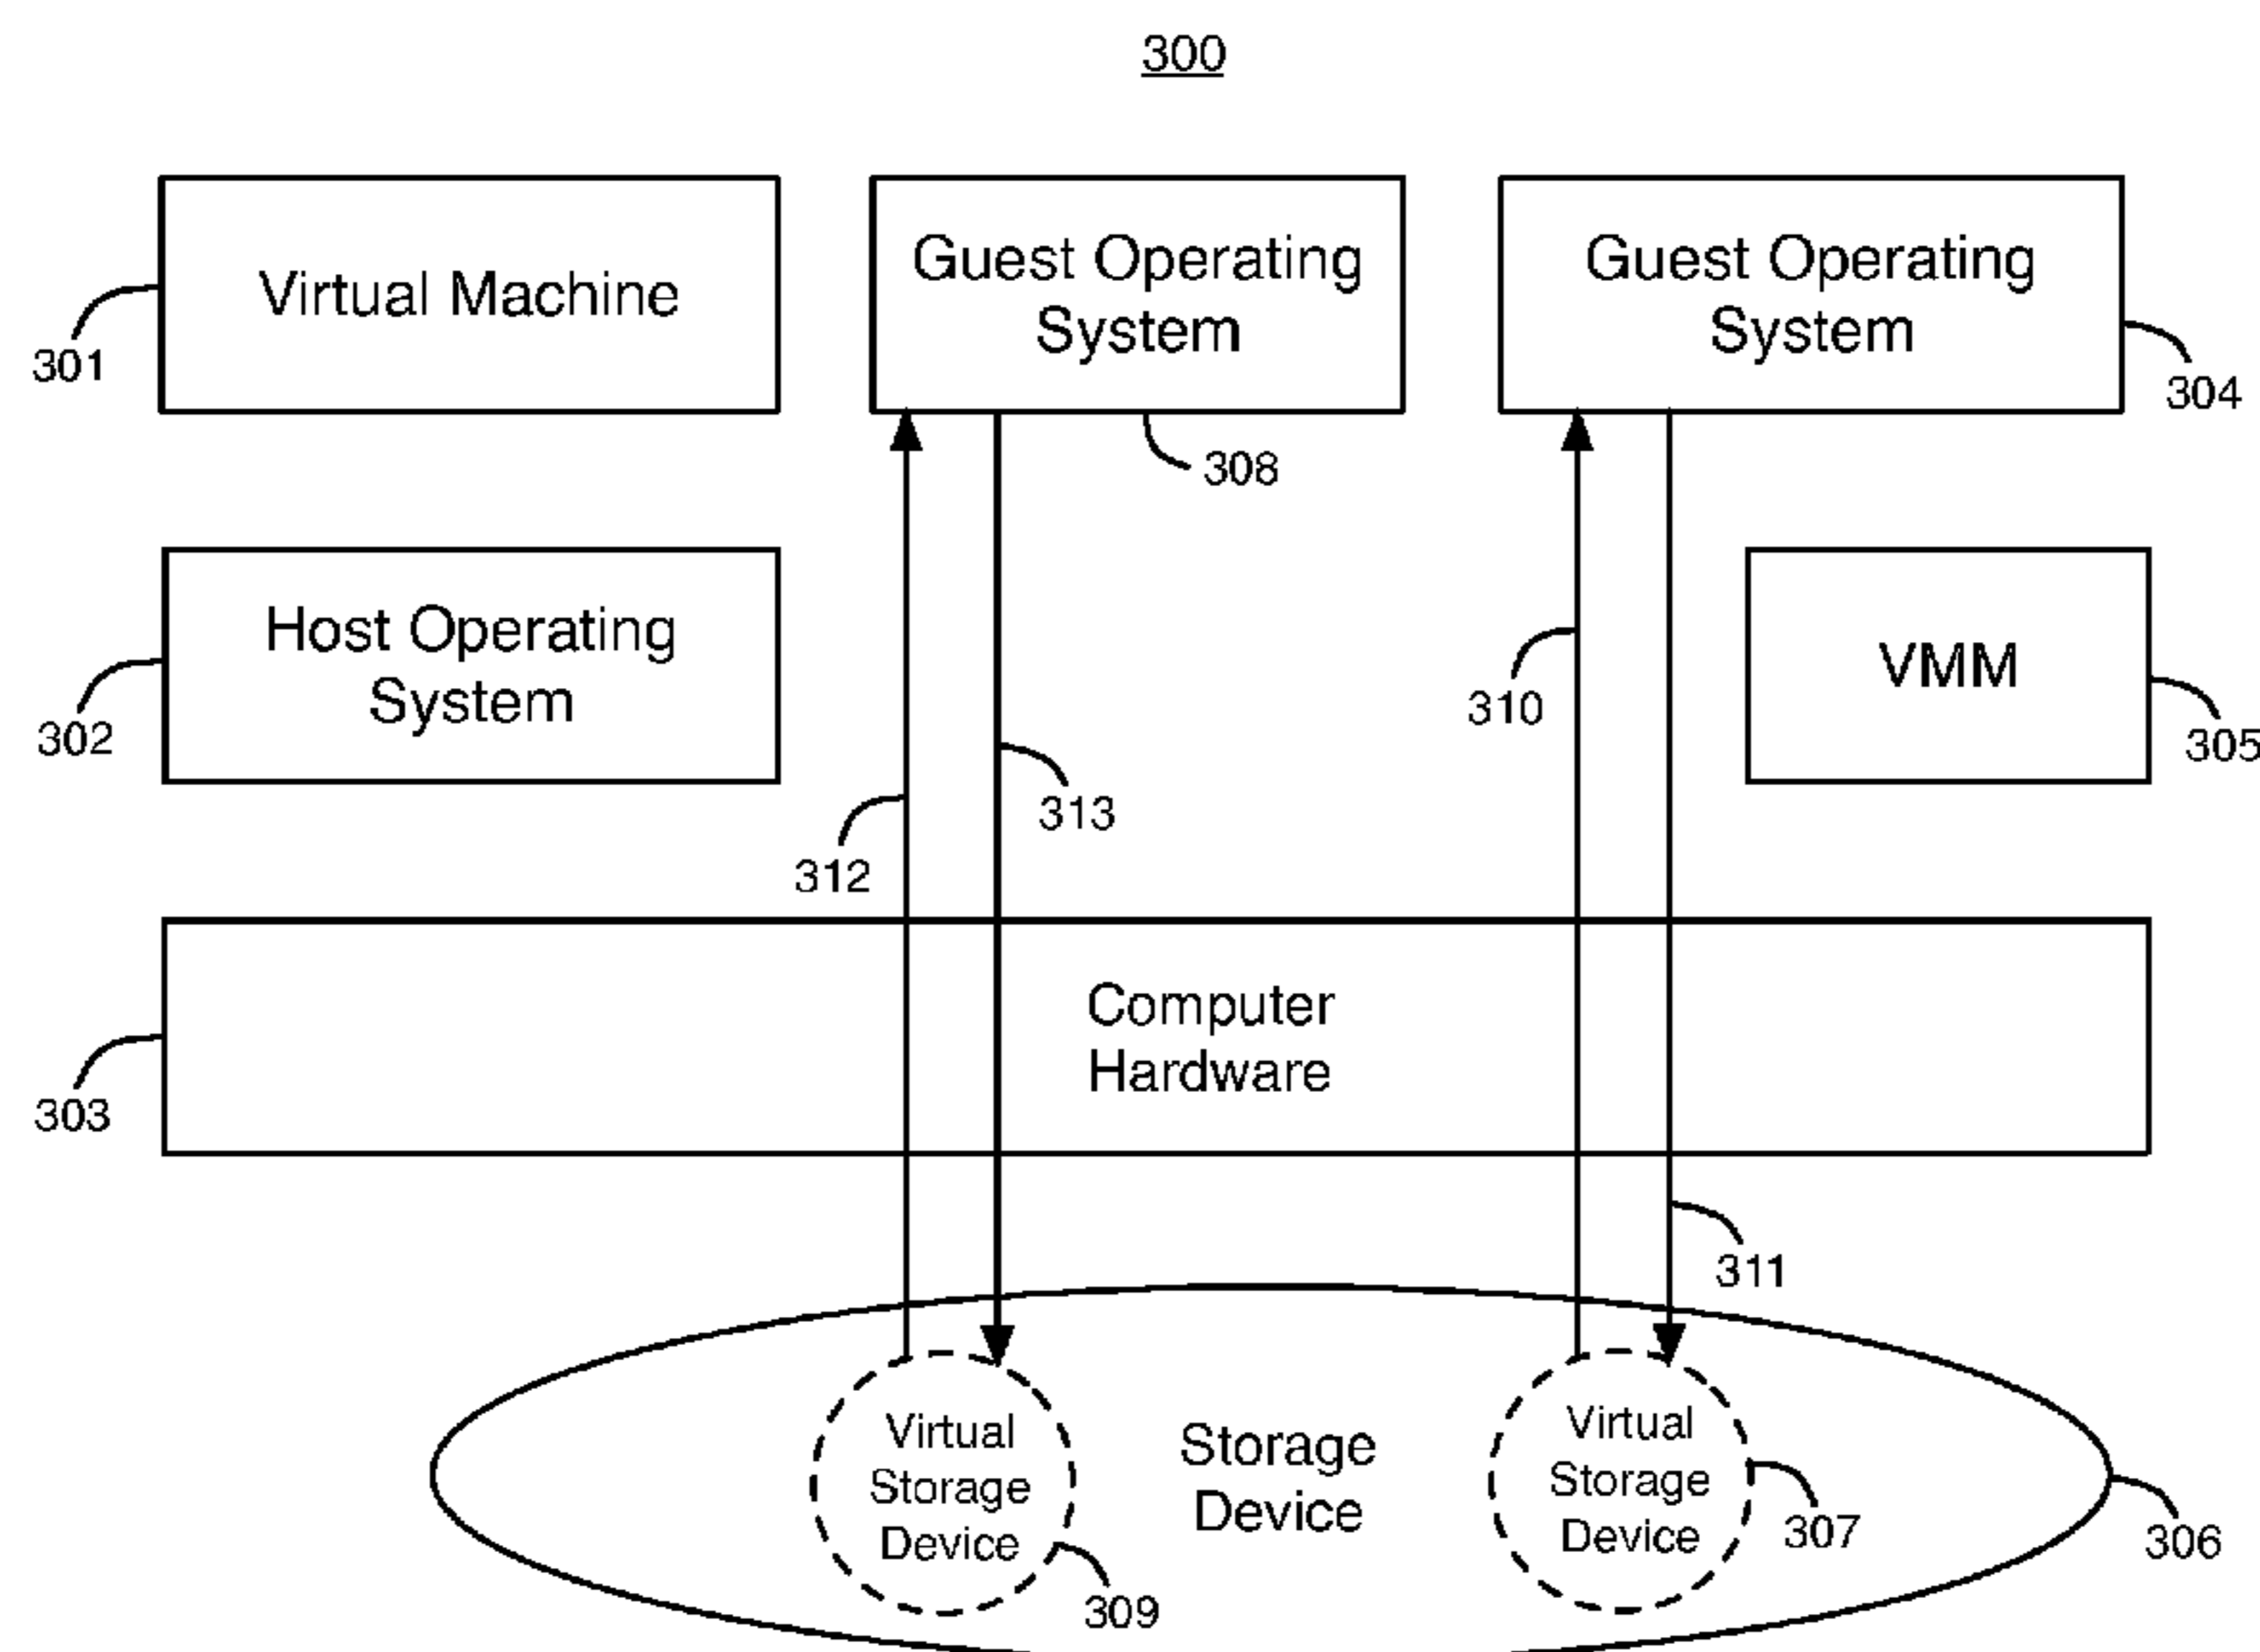 300
Virtual Machine
301
Guest Operating
System
308
Guest Operating
System
304
Host Operating
System
302
312
313
310
VMM
305
Computer
Hardware
303
311
Virtual
Storage
Device
309
Storage
Device
Virtual
Storage
Device
307
306